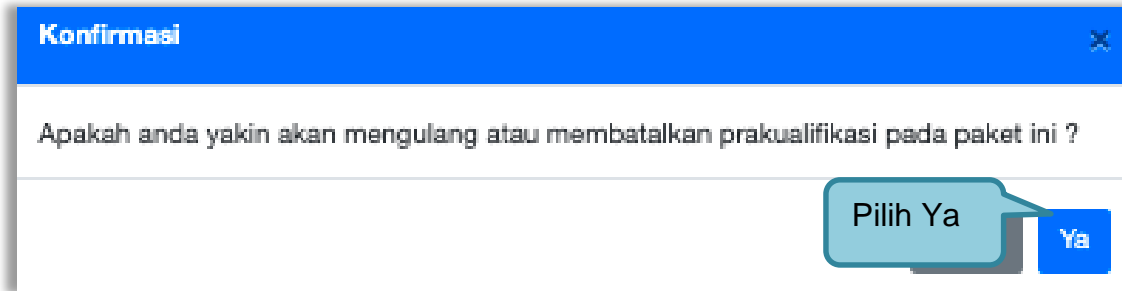 Konfirmasi
×
Apakah anda yakin akan mengulang atau membatalkan prakualifikasi pada paket ini ?
Pilih Ya
Ya